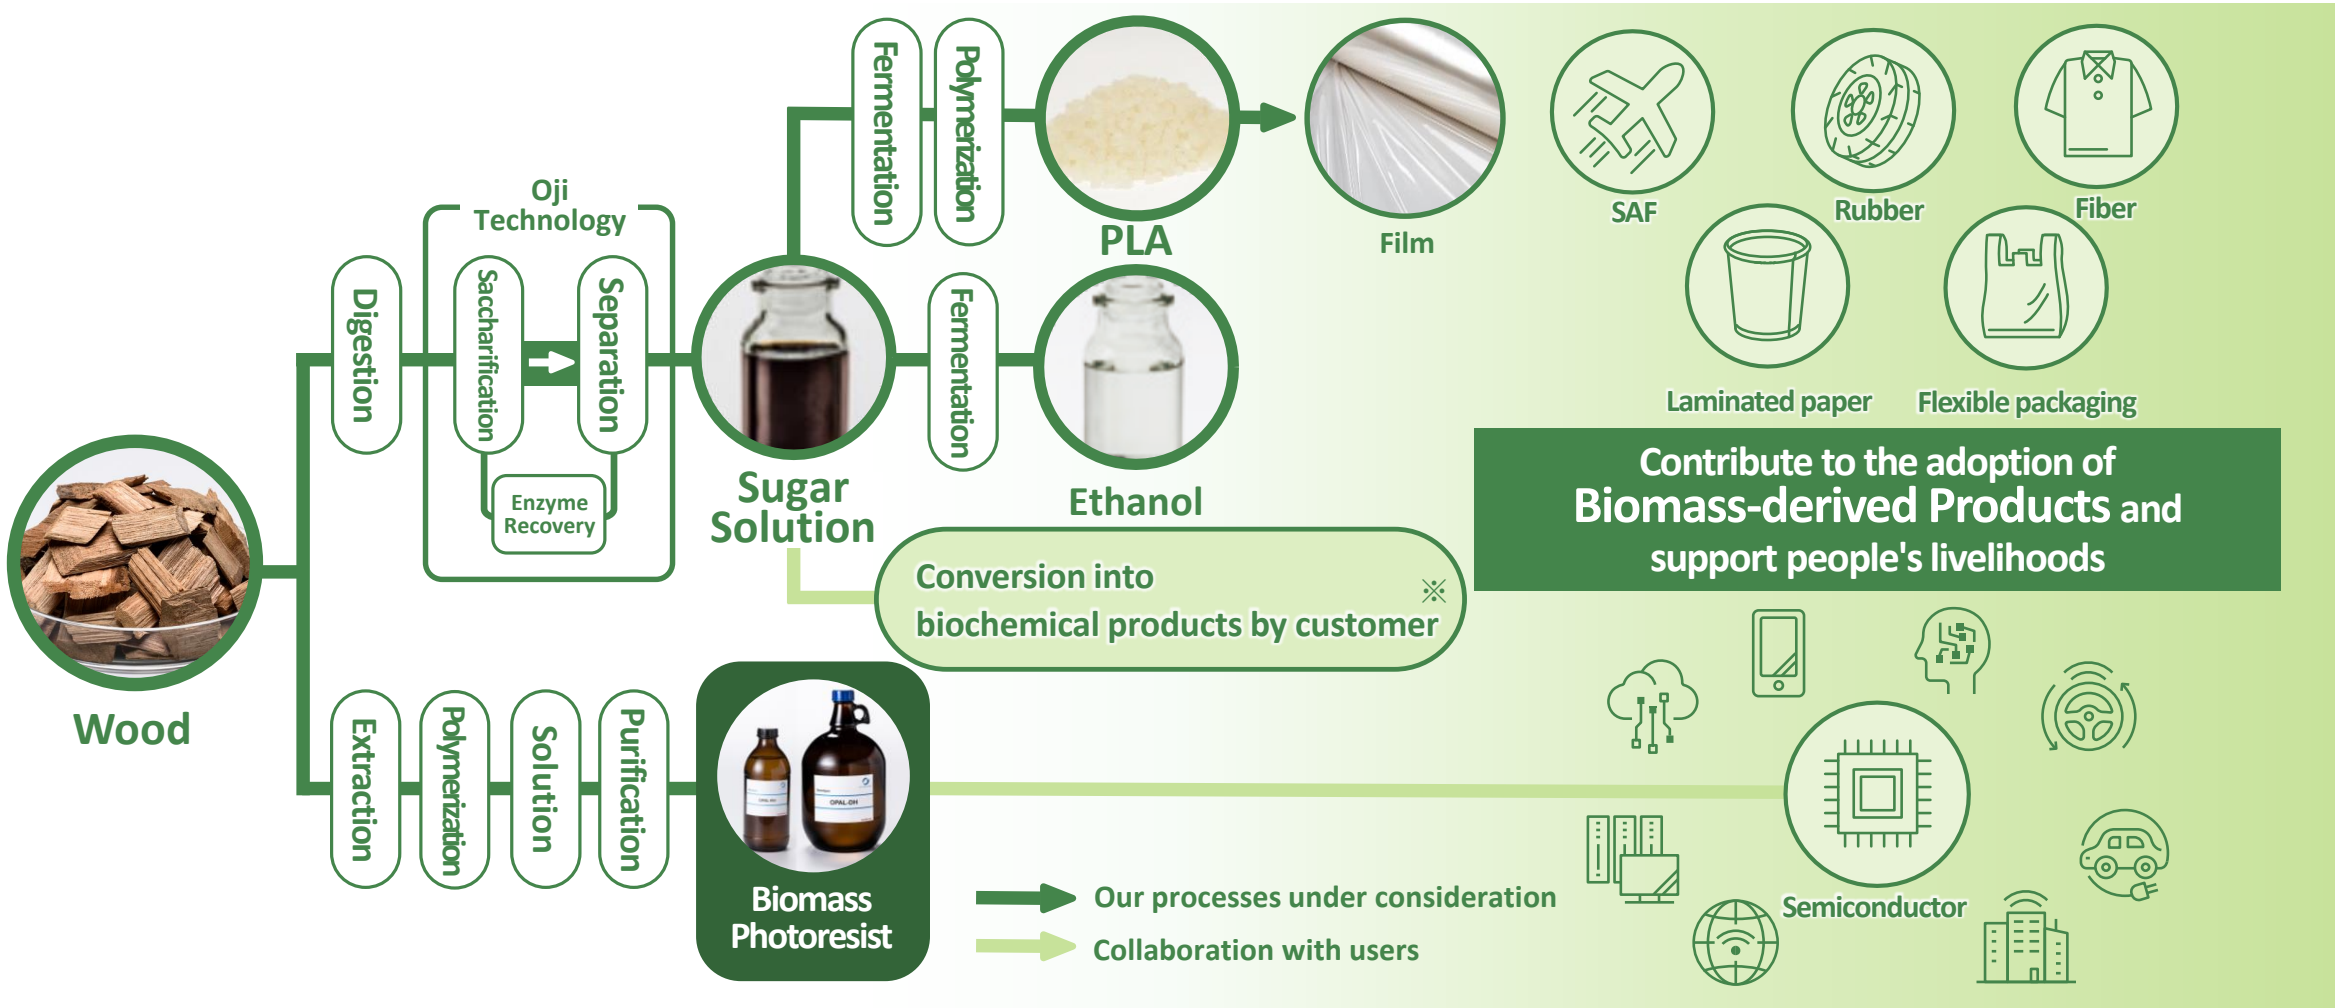 Fermentation
Polymerization
PLA
Film
SAF
Rubber
Fiber
Laminated paper
Flexible packaging
Oji
Technology
Digestion
Saccharification
Separation
Enzyme
Recovery
Sugar
Solution
Fermentation
Ethanol
Conversion into
biochemical products by customer
※
Contribute to the adoption of
Biomass-derived Products and
support people's livelihoods
Wood
Extraction
Polymerization
Solution
Purification
OPAL-DH
Biomass
Photoresist
Semiconductor
Our processes under consideration
Collaboration with users